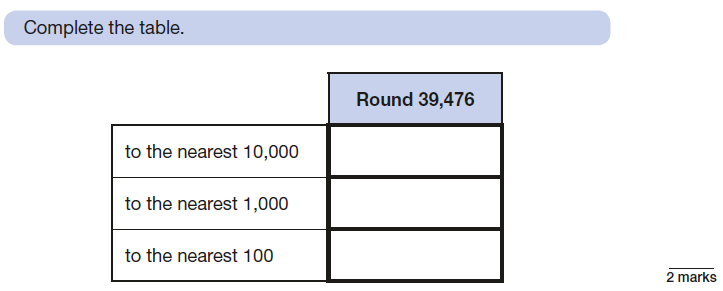 Complete the table.
Round 39,476
to the nearest 10,000
to the nearest 1,000
to the nearest 100
2 marks